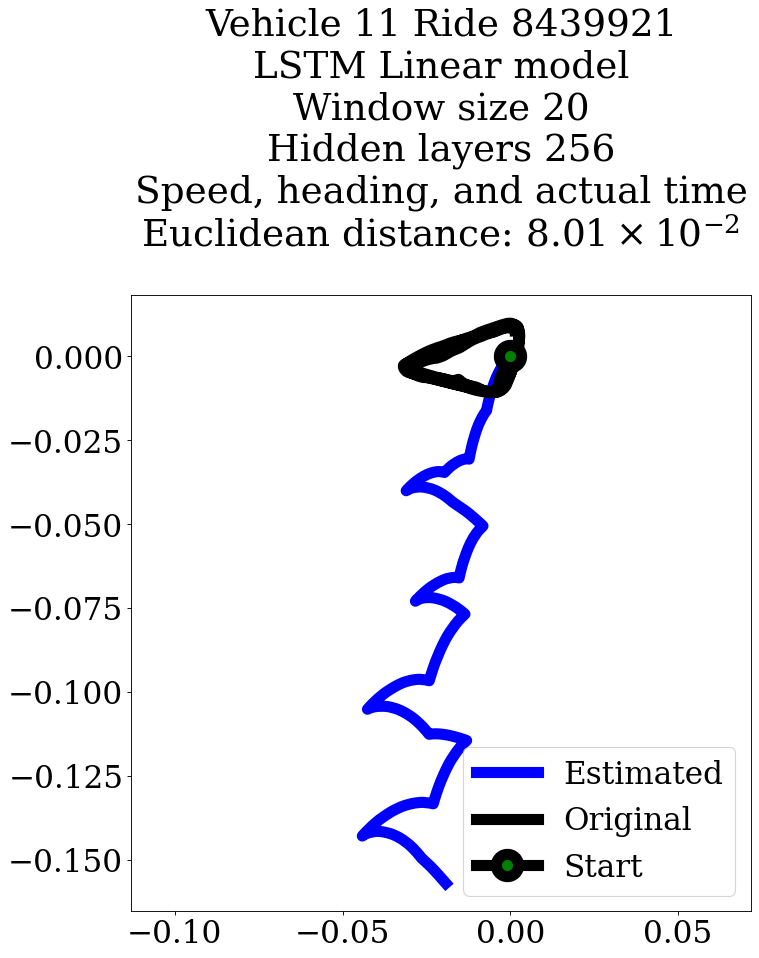 Vehicle 11 Ride 8439921
LSTM Linear model
Window size 20
Hidden layers 256
Speed, heading, and actual time
Euclidean distance: 8.01 × 10⁻²
0.000
−0.025
−0.050
−0.075
−0.100
−0.125
−0.150
Estimated
Original
Start
−0.10
−0.05
0.00
0.05